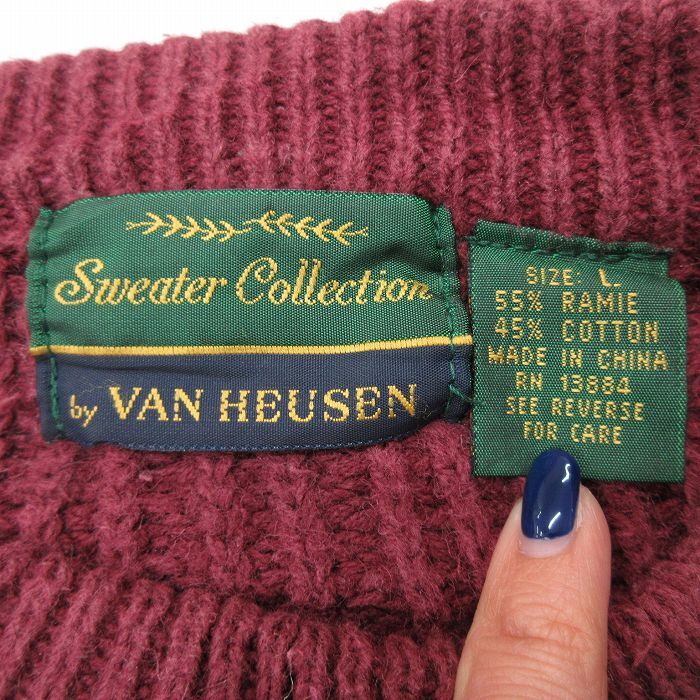 Sweater Collection
by VAN HEUSEN
SIZE: L.
55% RAMIE
45% COTTON
MADE IN CHINA
RN 13884
SEE REVERSE
FOR CARE